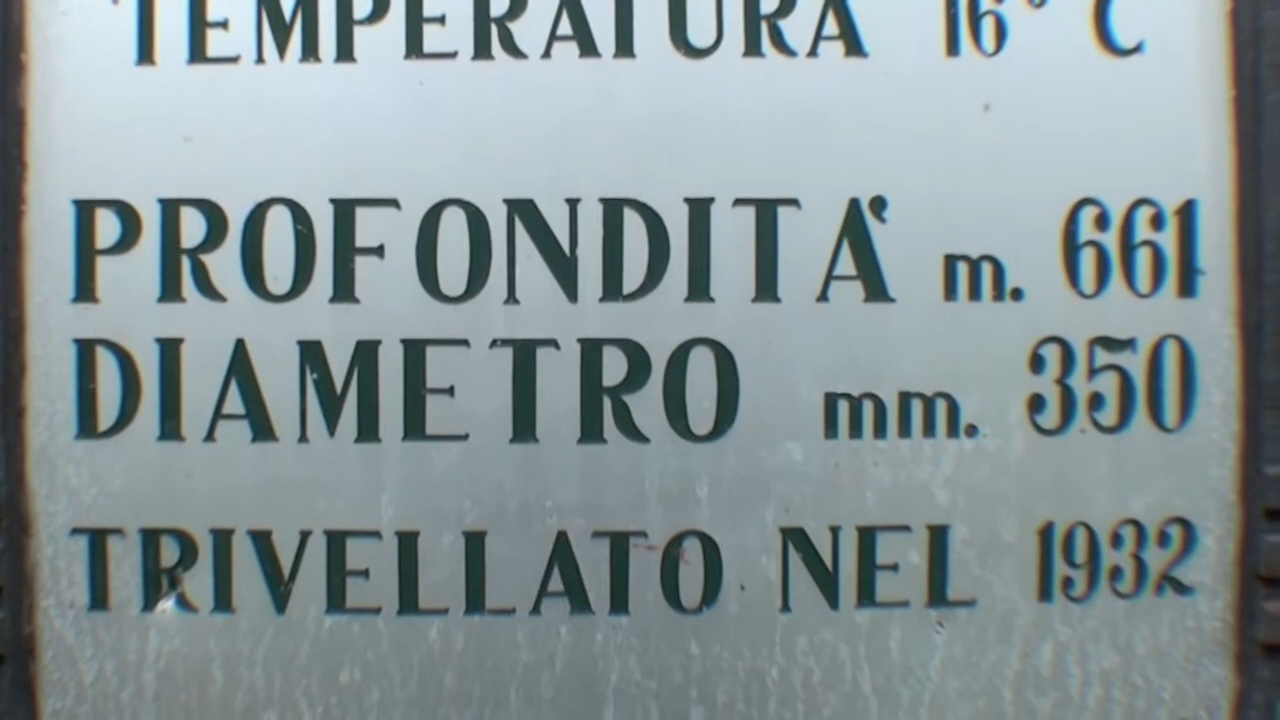 TEMPERATURA 16° C
PROFONDITÀ m. 661
DIAMETRO mm. 350
TRIVELLATO NEL 1932